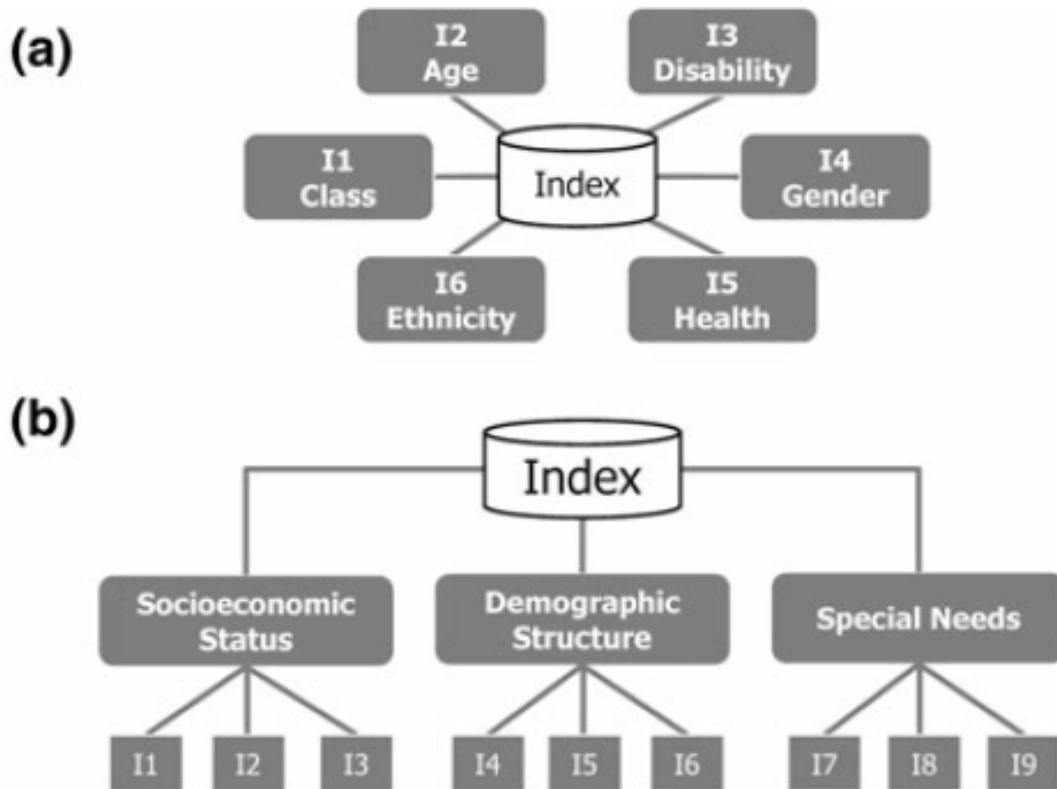 (a)
I2
Age
I3
Disability
I1
Class
Index
I4
Gender
I6
Ethnicity
I5
Health
(b)
Index
Socioeconomic
Status
Demographic
Structure
Special Needs
I1 I2 I3 I4 I5 I6 I7 I8 I9